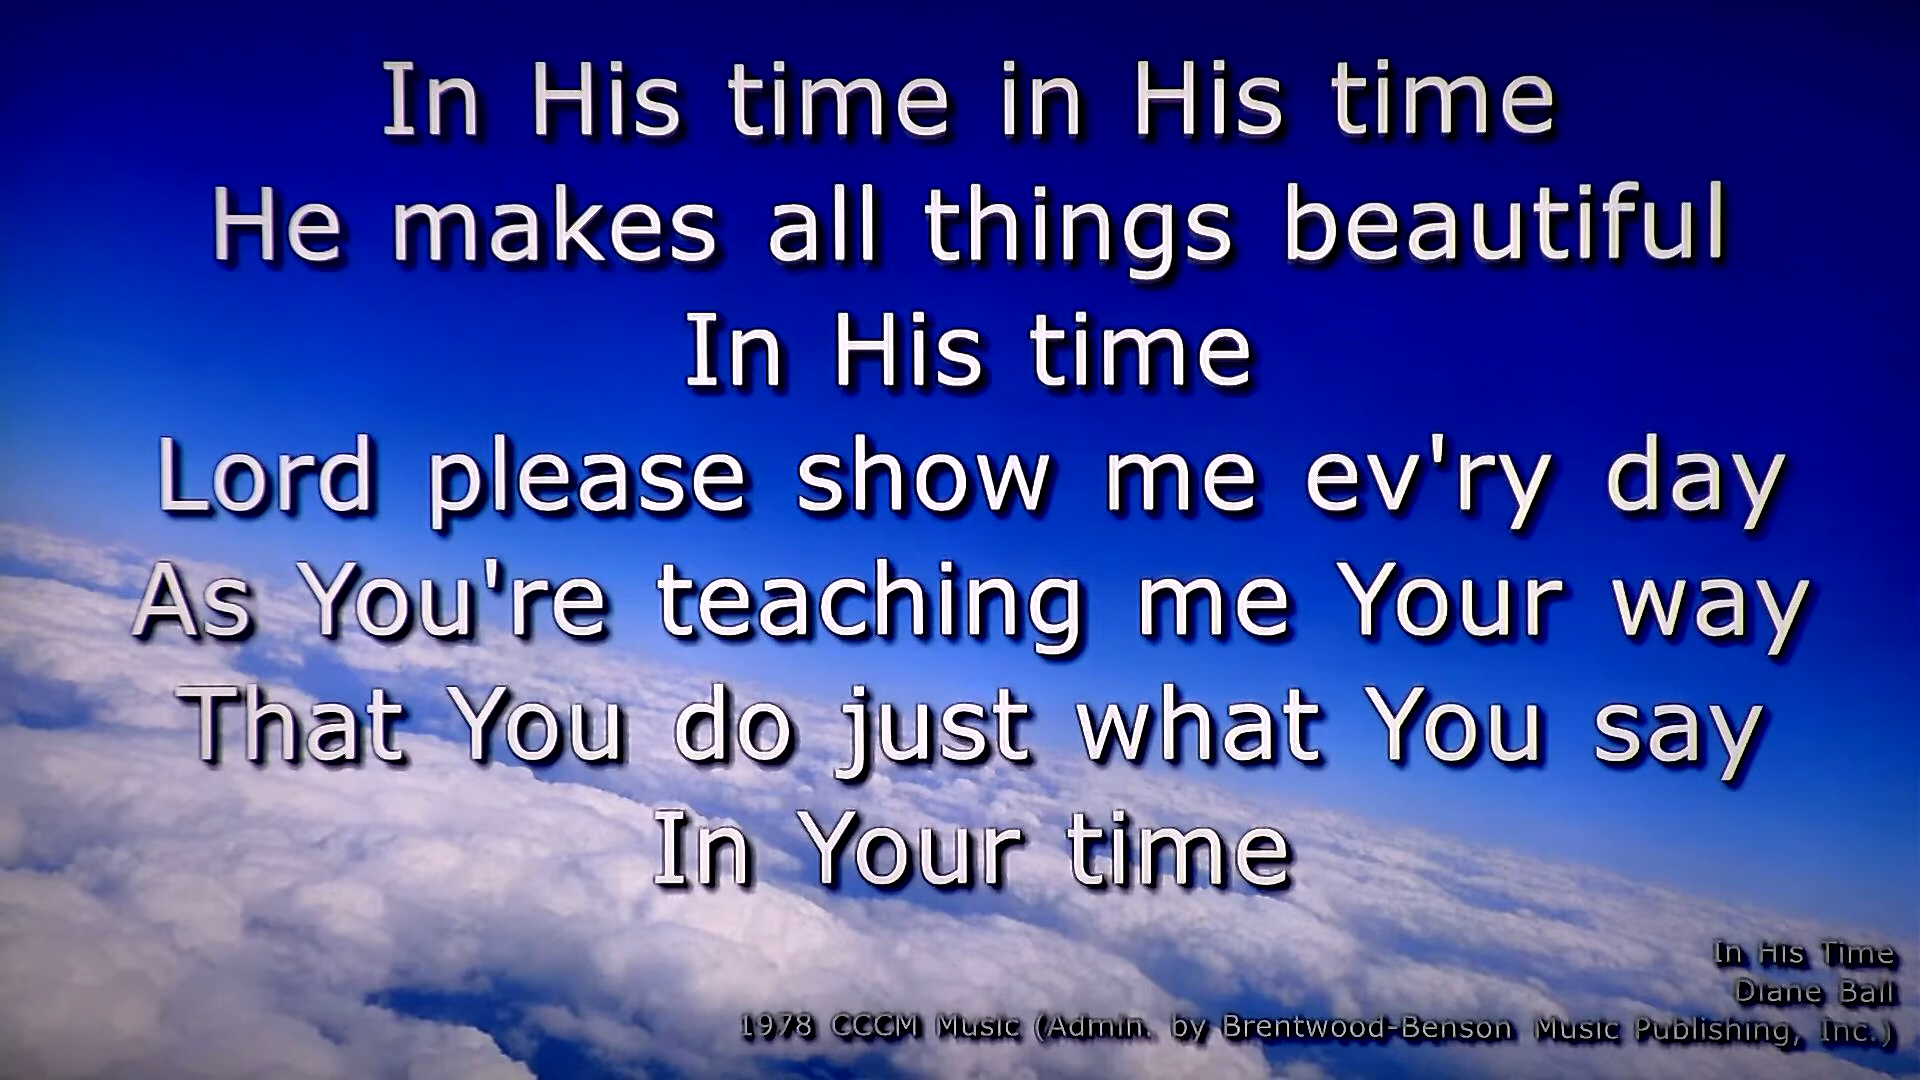 In His time in His time
He makes all things beautiful
In His time
Lord please show me ev'ry day
As You're teaching me Your way
That You do just what You say
In Your time
In His Time
Diane Ball
1978 CCCM Music (Admin. by Brentwood-Benson Music Publishing, Inc.)